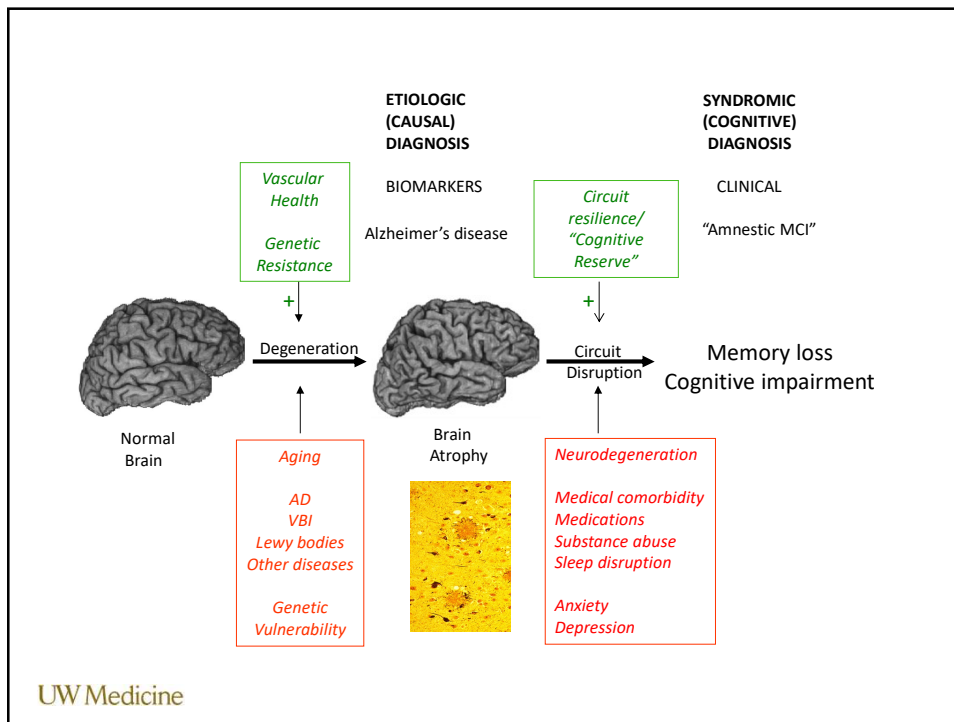 ETIOLOGIC
(CAUSAL)
DIAGNOSIS
SYNDROMIC
(COGNITIVE)
DIAGNOSIS
Vascular
Health
Genetic
Resistance
BIOMARKERS
Alzheimer's disease
Circuit
resilience/
“Cognitive
Reserve”
CLINICAL
“Amnestic MCI”
+
+
Degeneration
Circuit
Disruption
Memory loss
Cognitive impairment
Normal
Brain
Brain
Atrophy
Aging
AD
VBI
Lewy bodies
Other diseases
Genetic
Vulnerability
Neurodegeneration
Medical comorbidity
Medications
Substance abuse
Sleep disruption
Anxiety
Depression
UW Medicine